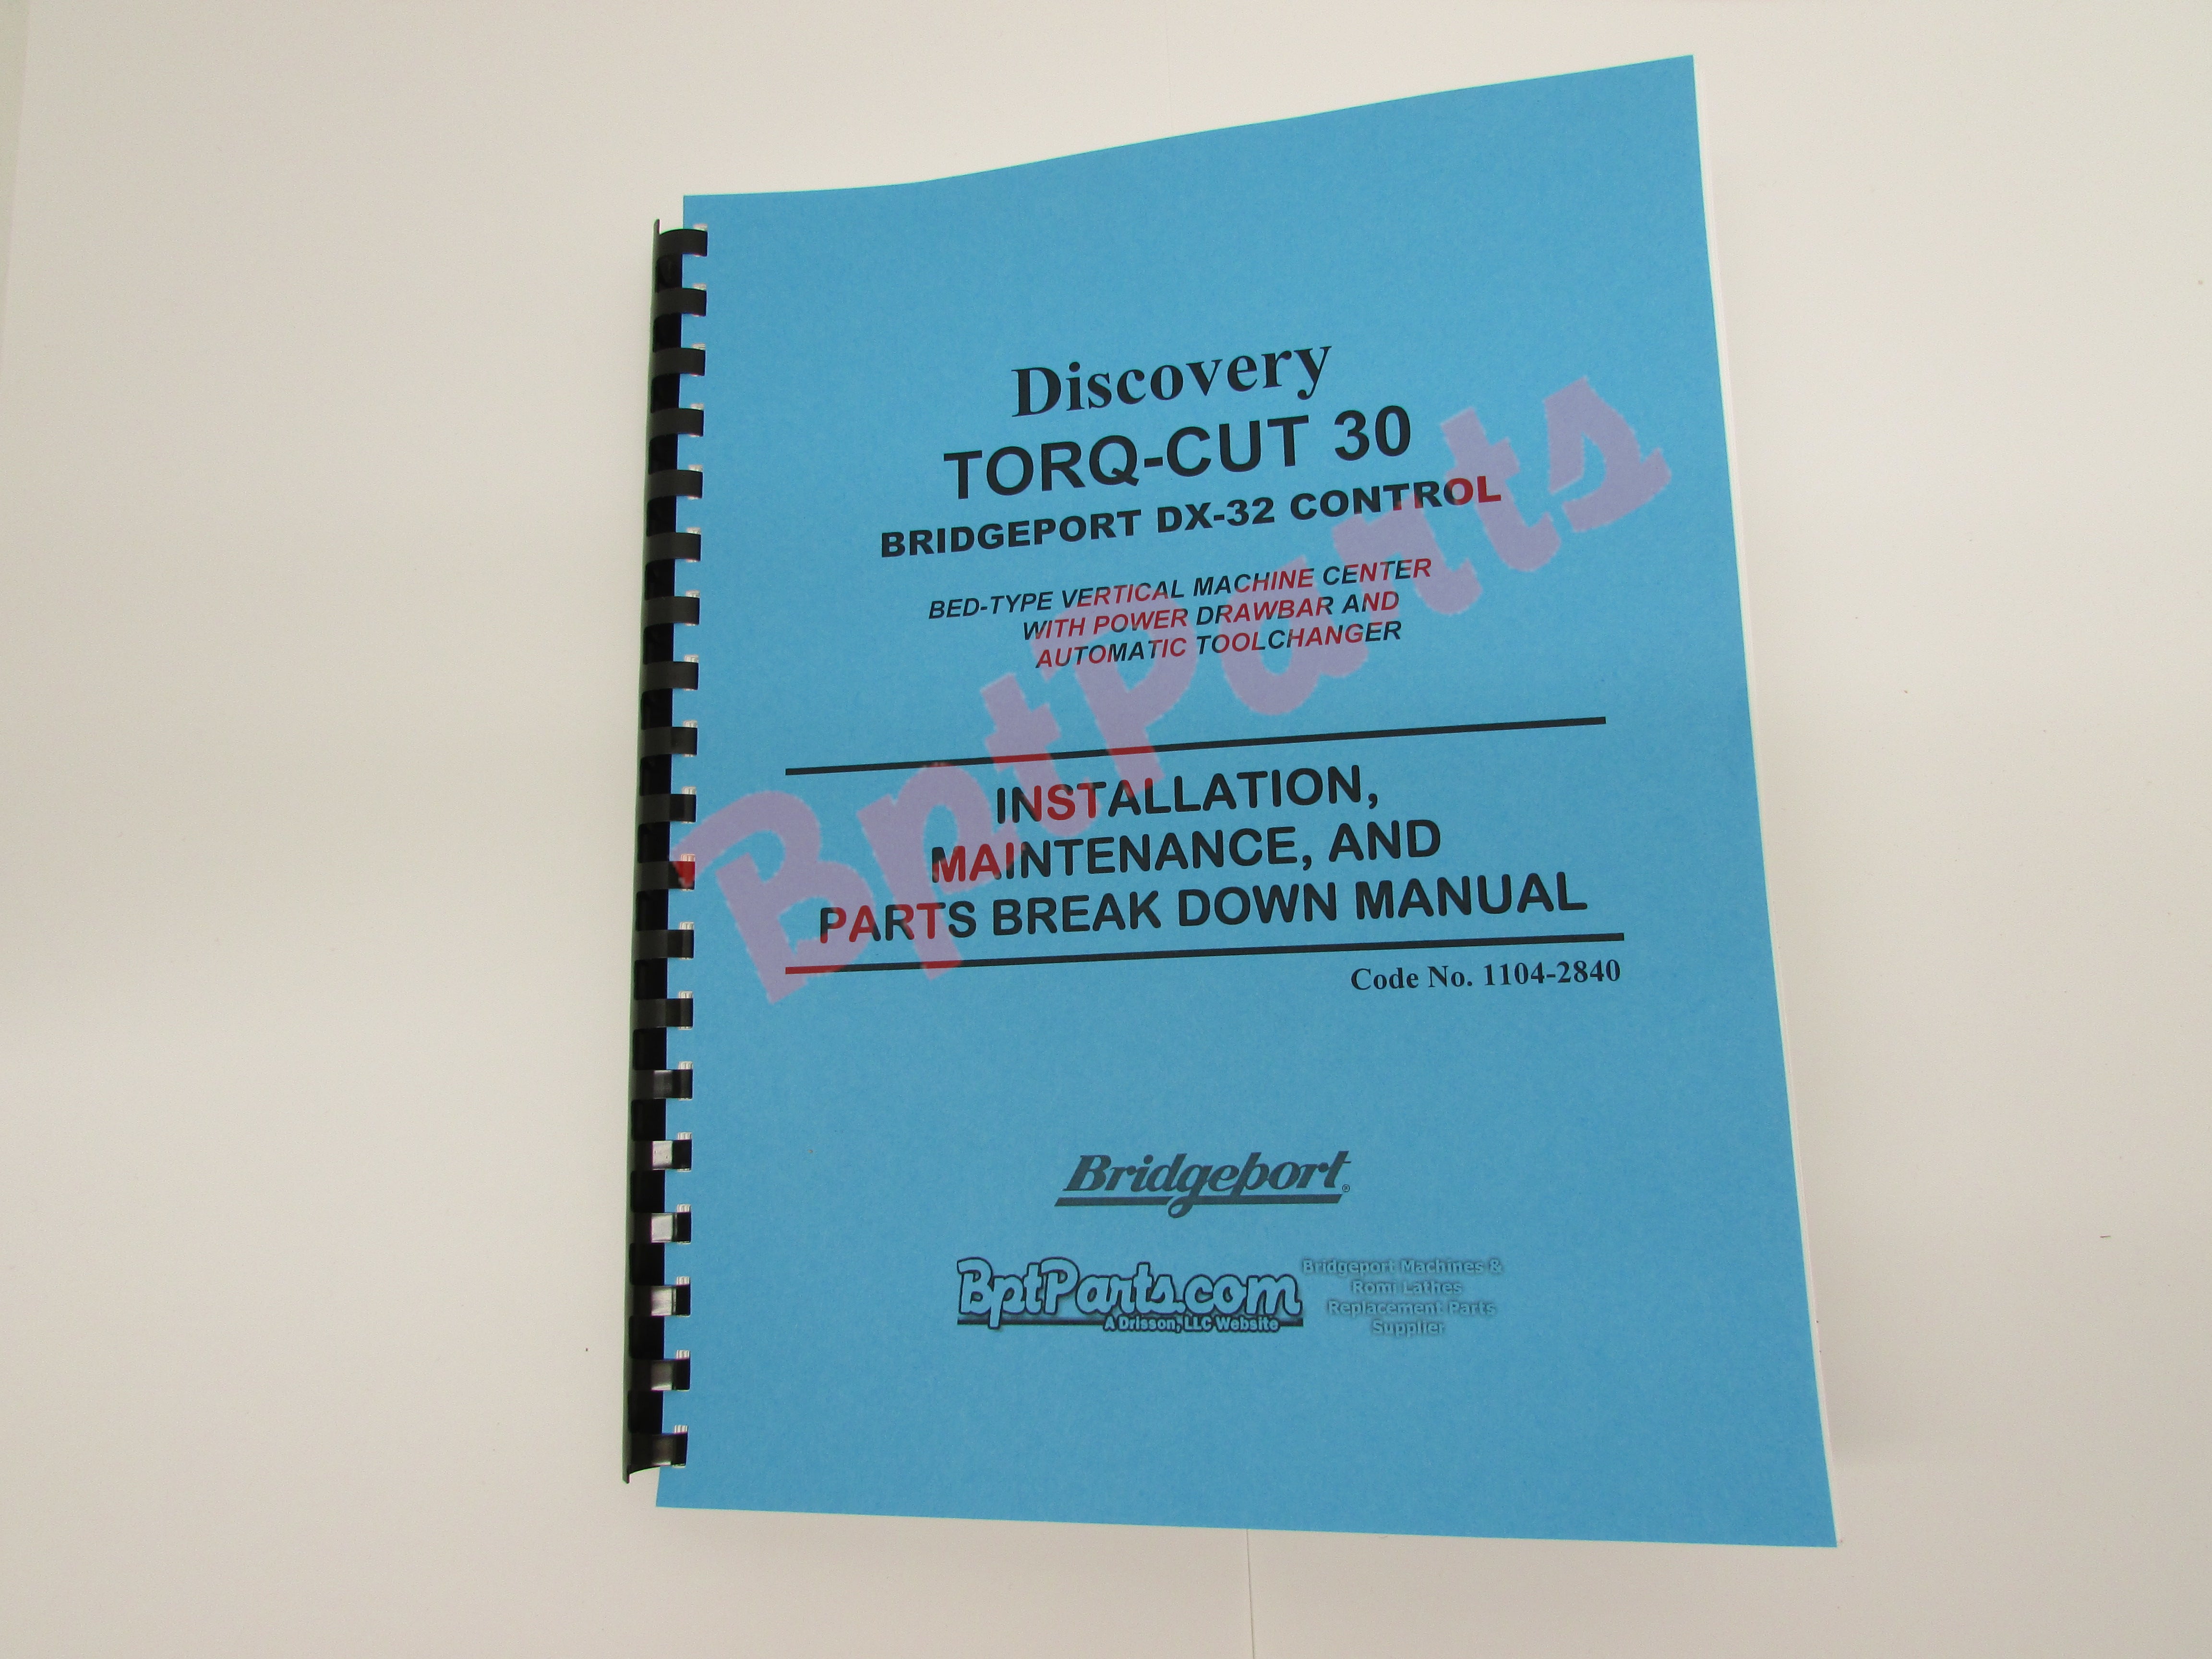 Discovery
TORQ-CUT 30
BRIDGEPORT DX-32 CONTROL
BED-TYPE VERTICAL MACHINE CENTER
WITH POWER DRAWBAR AND
AUTOMATIC TOOLCHANGER
BptParts
INSTALLATION,
MAINTENANCE, AND
PARTS BREAK DOWN MANUAL
Code No. 1104-2840
Bridgeport®
BptParts.com
A Drisson, LLC Website
Bridgeport Machines &
Romi Lathes
Replacement Parts
Supplier